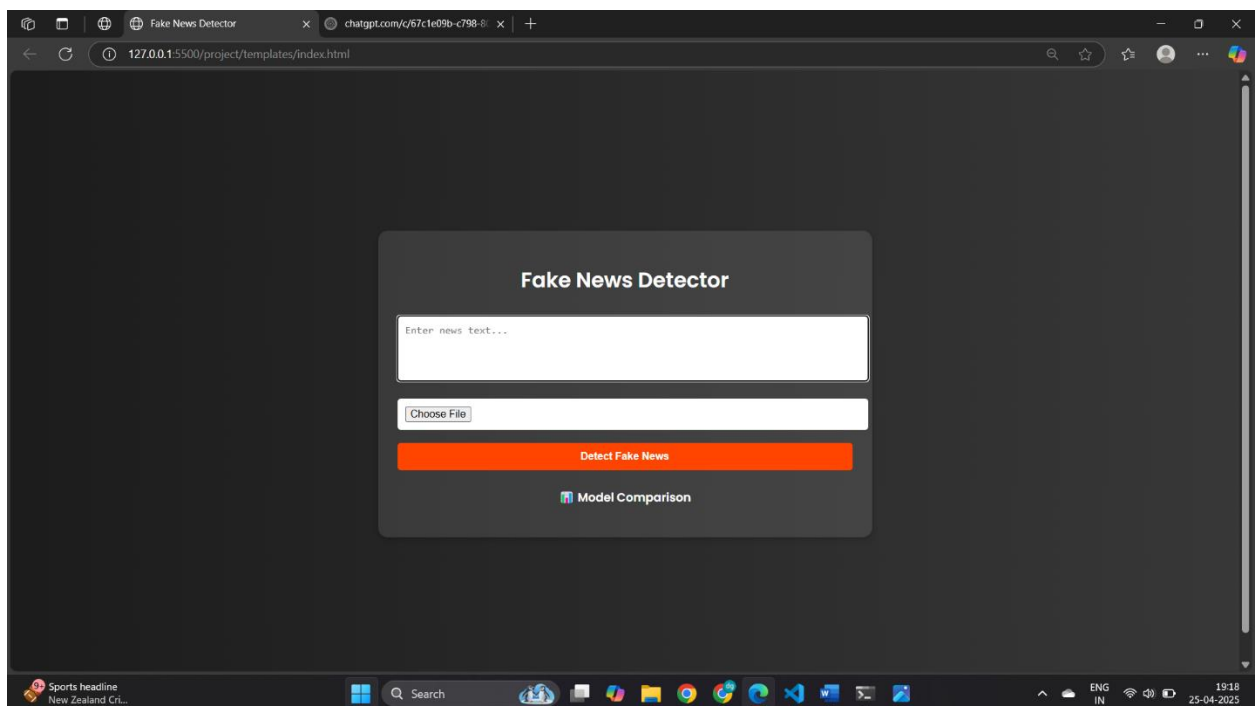 Fake News Detector
chatgpt.com/c/67c1e09b-c798-8
127.0.0.1:5500/project/templates/index.html
Fake News Detector
Enter news text...
Choose File
Detect Fake News
Model Comparison
9+
Sports headline
New Zealand Cri...
Search
ENG
IN
19:18
25-04-2025